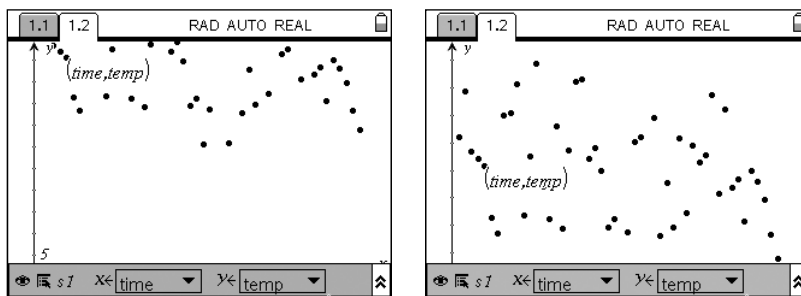 1.1 1.2 RAD AUTO REAL
y
(time,temp)
5
x
s1 x← time y← temp
1.1 1.2 RAD AUTO REAL
y
(time,temp)
s1 x← time y← temp